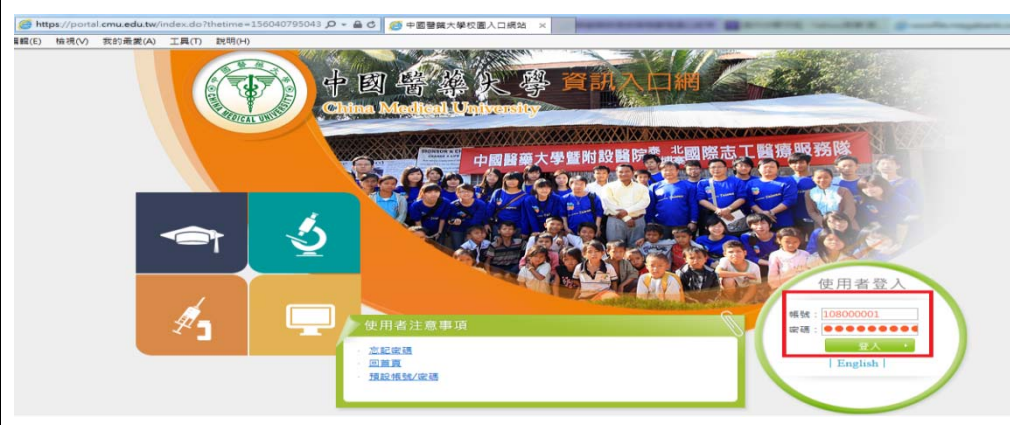 https://portal.cmu.edu.tw/index.do?thetime=156040795043
中國醫藥大學校園入口網站
編輯(E) 檢視(V) 我的最愛(A) 工具(T) 說明(H)
中國醫藥大學 資訊入口網
China Medical University
中國醫藥大學暨附設醫院
國際志工醫療服務隊
使用者登入
帳號：108000001
密碼：
登入
| English |
使用者注意事項
忘記密碼
回首頁
預設帳號/密碼